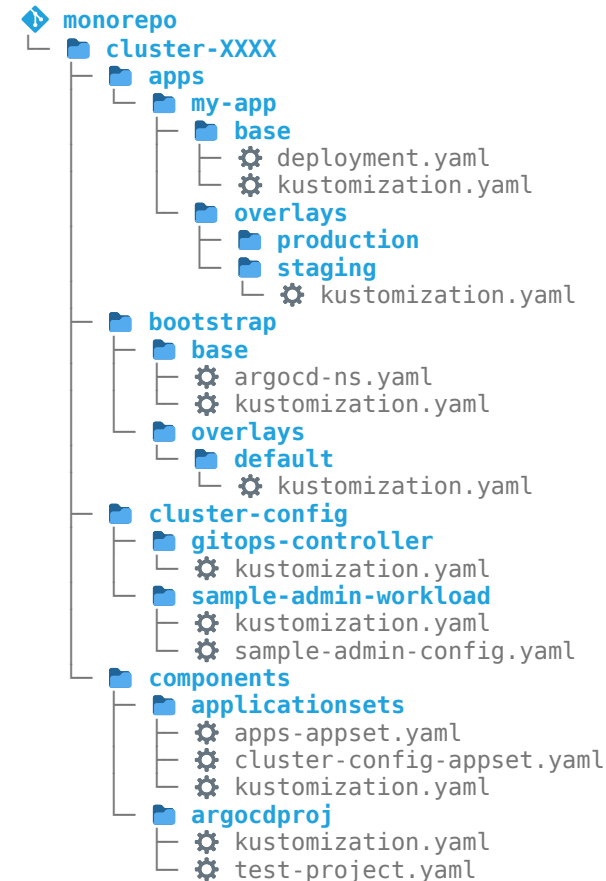 monorepo
cluster-XXXX
apps
my-app
base
deployment.yaml
kustomization.yaml
overlays
production
staging
kustomization.yaml
bootstrap
base
argocd-ns.yaml
kustomization.yaml
overlays
default
kustomization.yaml
cluster-config
gitops-controller
kustomization.yaml
sample-admin-workload
kustomization.yaml
sample-admin-config.yaml
components
applicationsets
apps-appset.yaml
cluster-config-appset.yaml
kustomization.yaml
argocdproj
kustomization.yaml
test-project.yaml